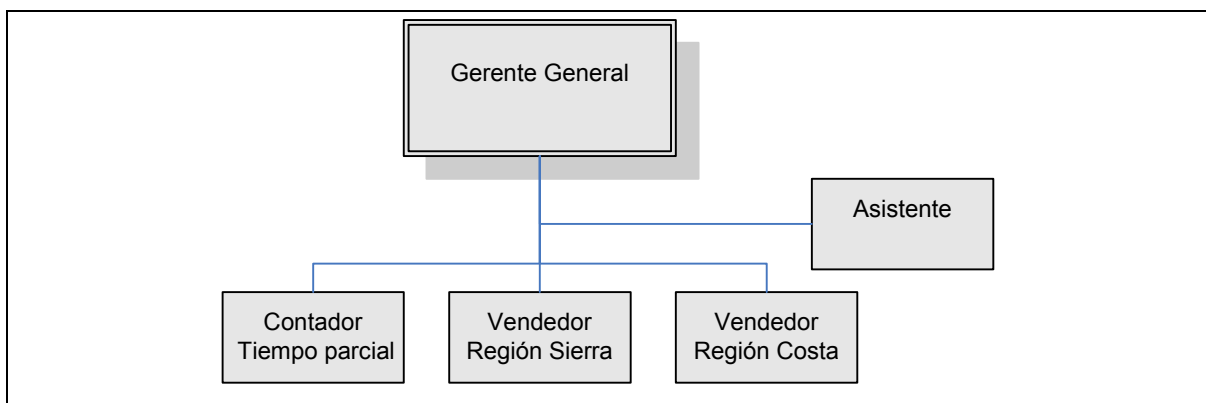 Gerente General
Asistente
Contador
Tiempo parcial
Vendedor
Región Sierra
Vendedor
Región Costa